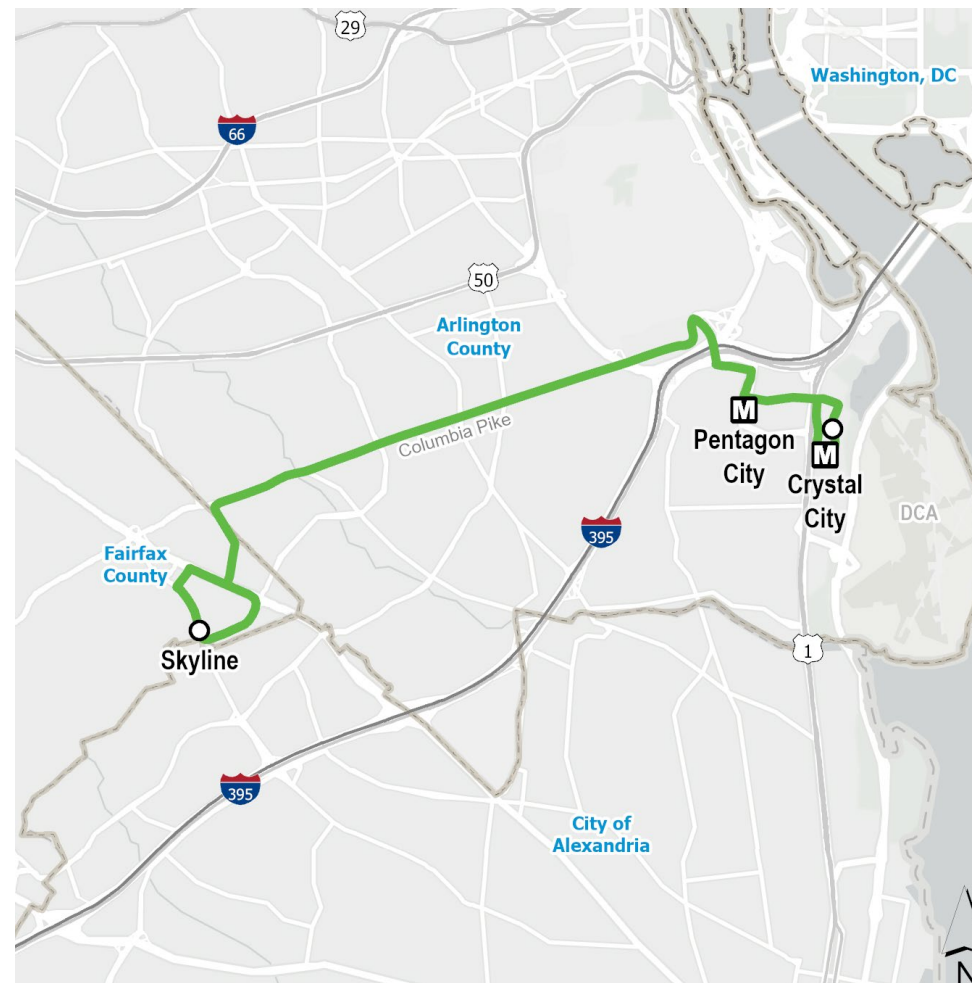 29
Washington, DC
66
50
Arlington
County
Columbia Pike
M
Pentagon
City
M
Crystal
City
DCA
395
Fairfax
County
Skyline
1
395
City of
Alexandria
N